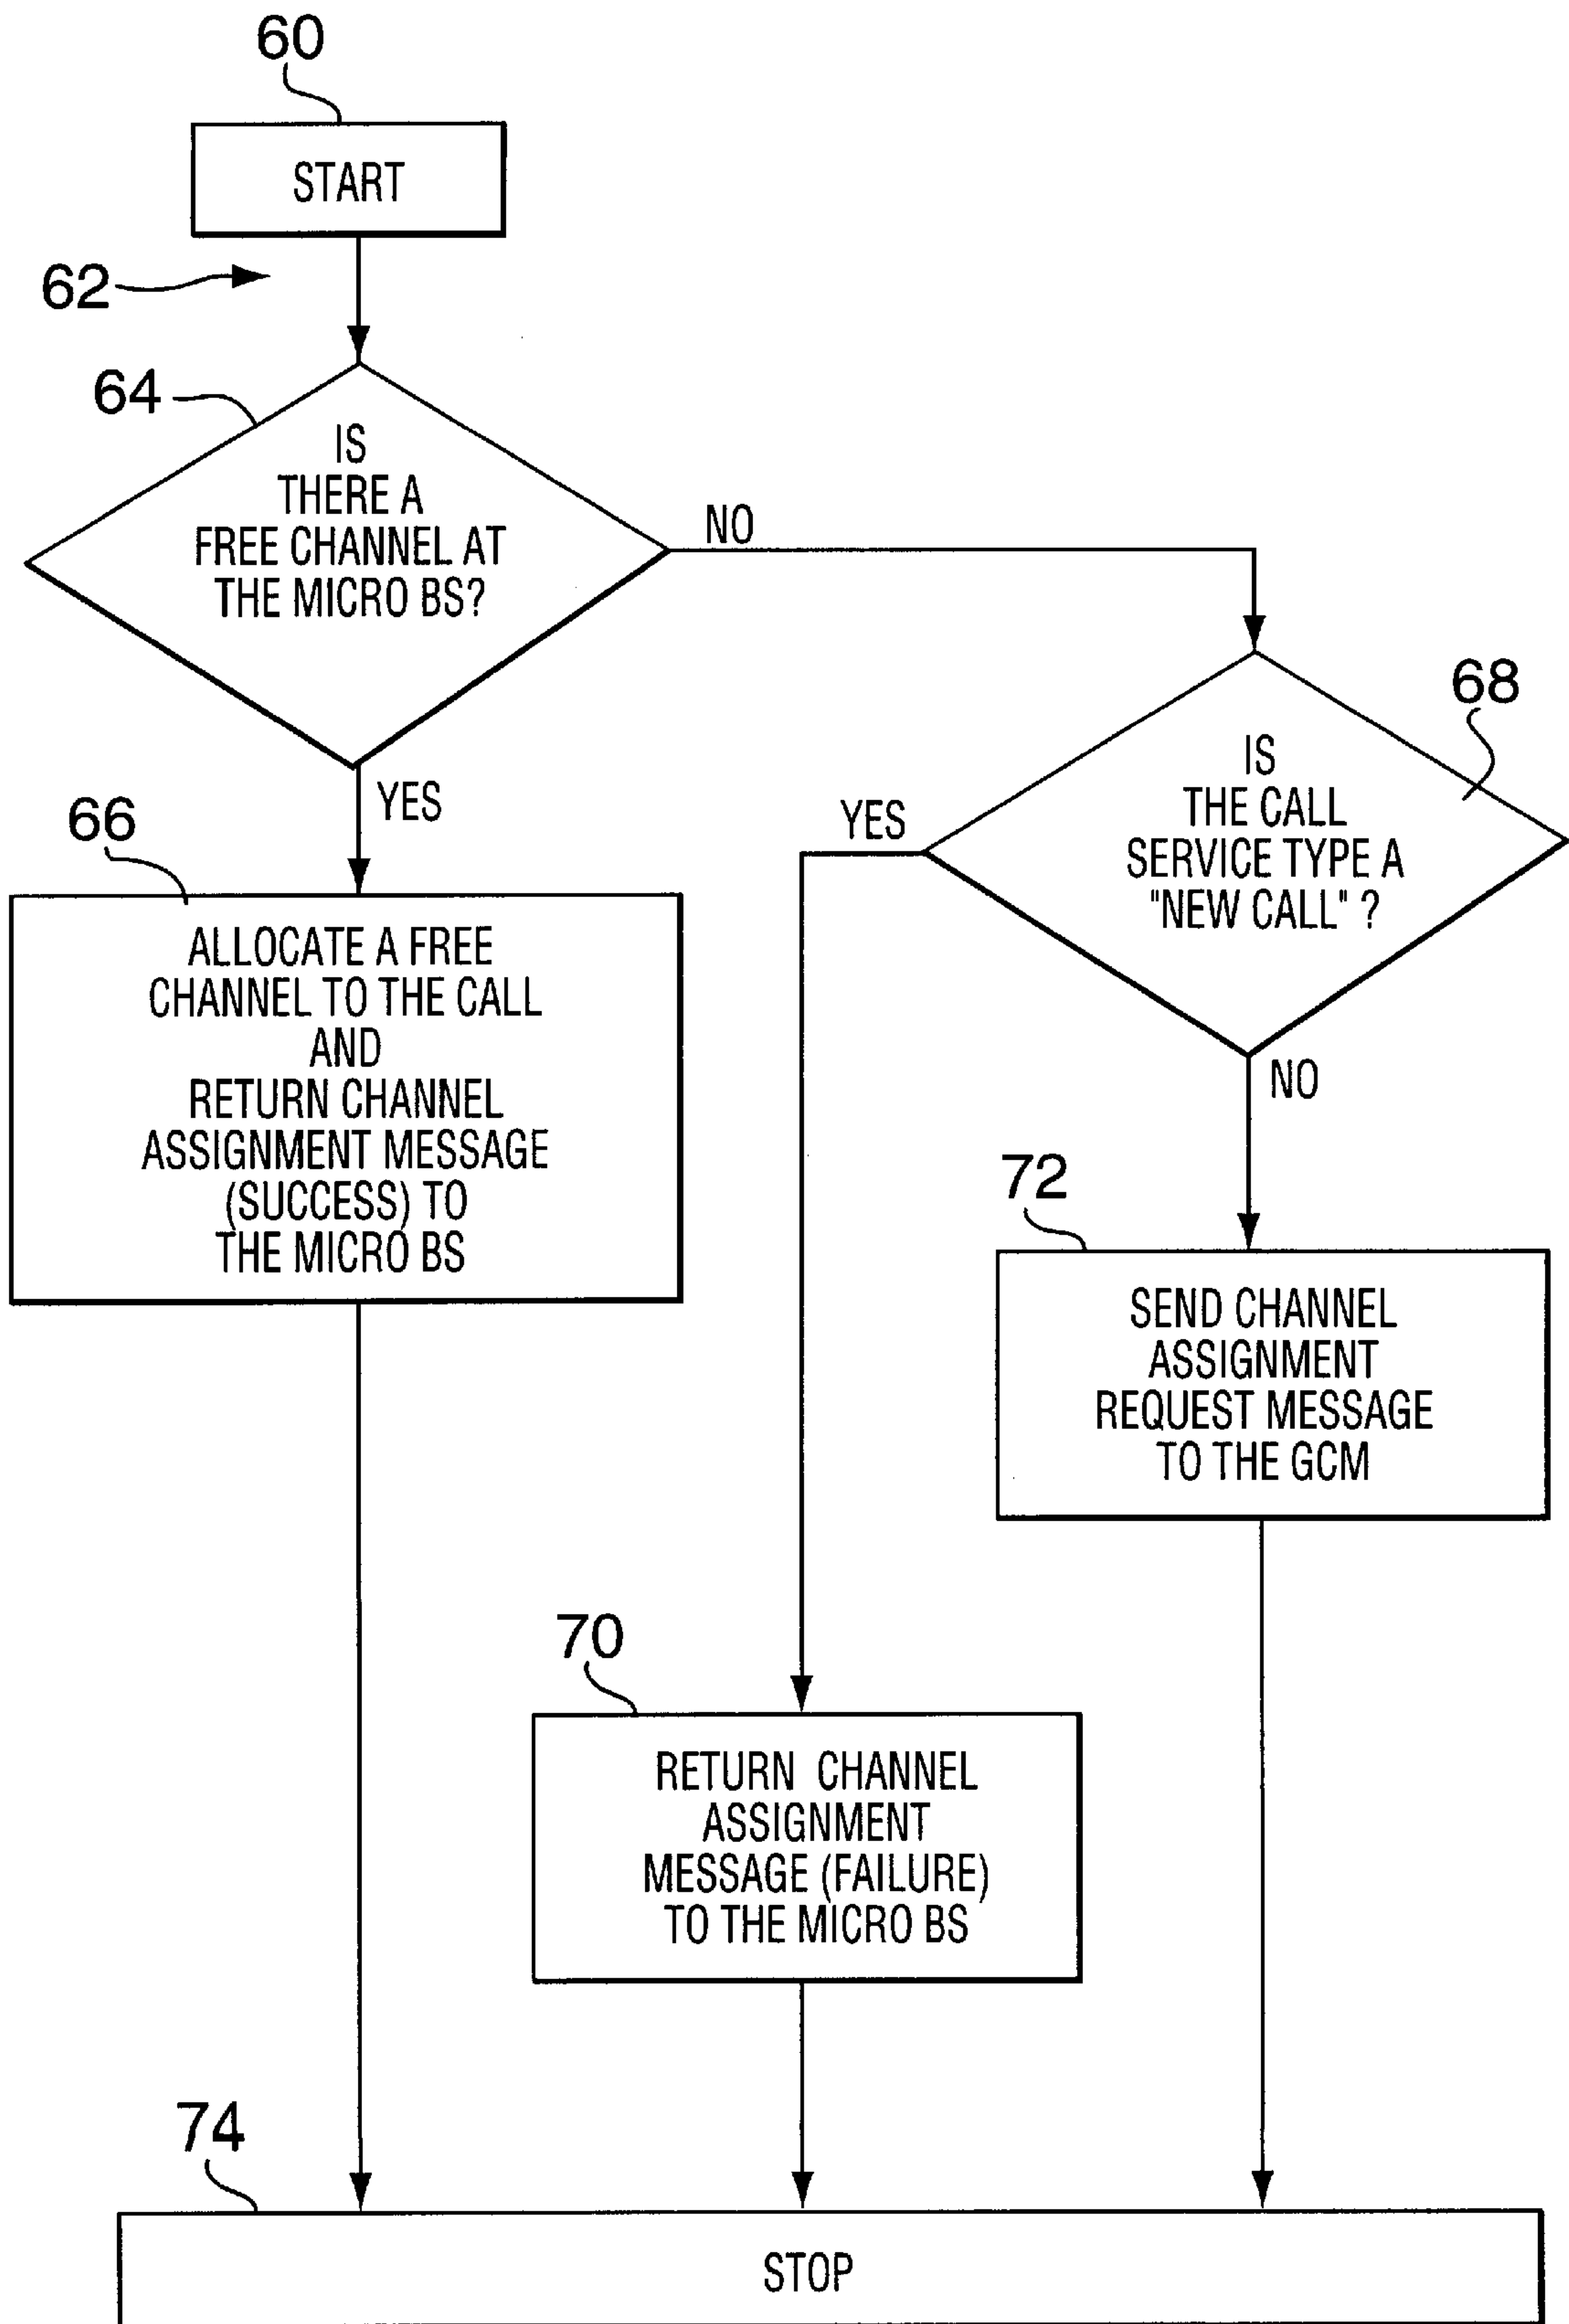 60
START
62
64
IS
THERE A
FREE CHANNEL AT
THE MICRO BS?
NO
YES
66
ALLOCATE A FREE
CHANNEL TO THE CALL
AND
RETURN CHANNEL
ASSIGNMENT MESSAGE
(SUCCESS) TO
THE MICRO BS
68
IS
THE CALL
SERVICE TYPE A
"NEW CALL" ?
YES
NO
72
SEND CHANNEL
ASSIGNMENT
REQUEST MESSAGE
TO THE GCM
70
RETURN CHANNEL
ASSIGNMENT
MESSAGE (FAILURE)
TO THE MICRO BS
74
STOP